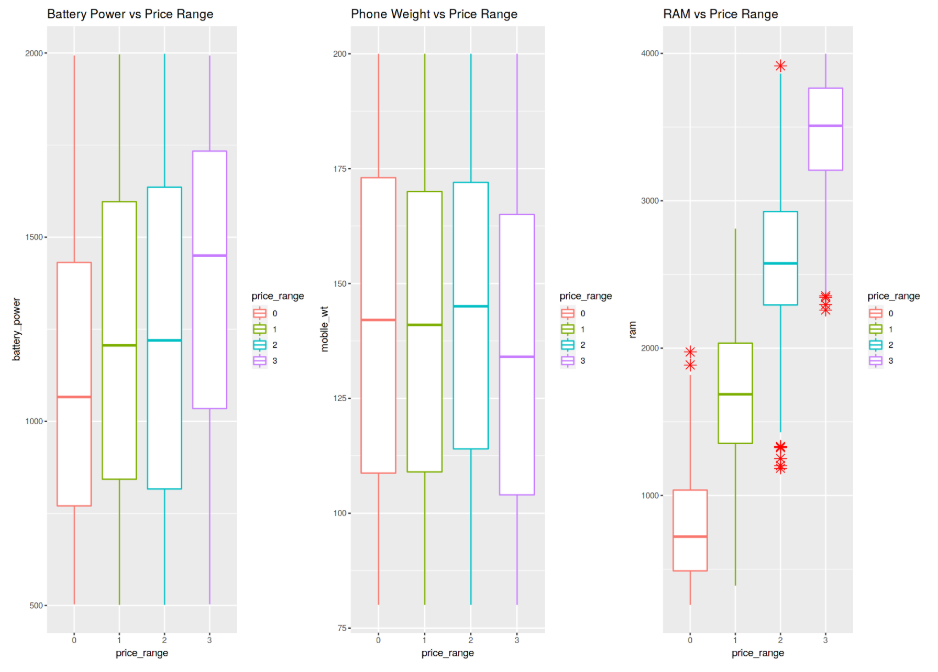 Battery Power vs Price Range
2000
1500
1000
500
battery_power
0 1 2 3
price_range
price_range
0
1
2
3
Phone Weight vs Price Range
200
175
150
125
100
75
mobile_wt
0 1 2 3
price_range
price_range
0
1
2
3
RAM vs Price Range
4000
3000
2000
1000
ram
0 1 2 3
price_range
price_range
0
1
2
3